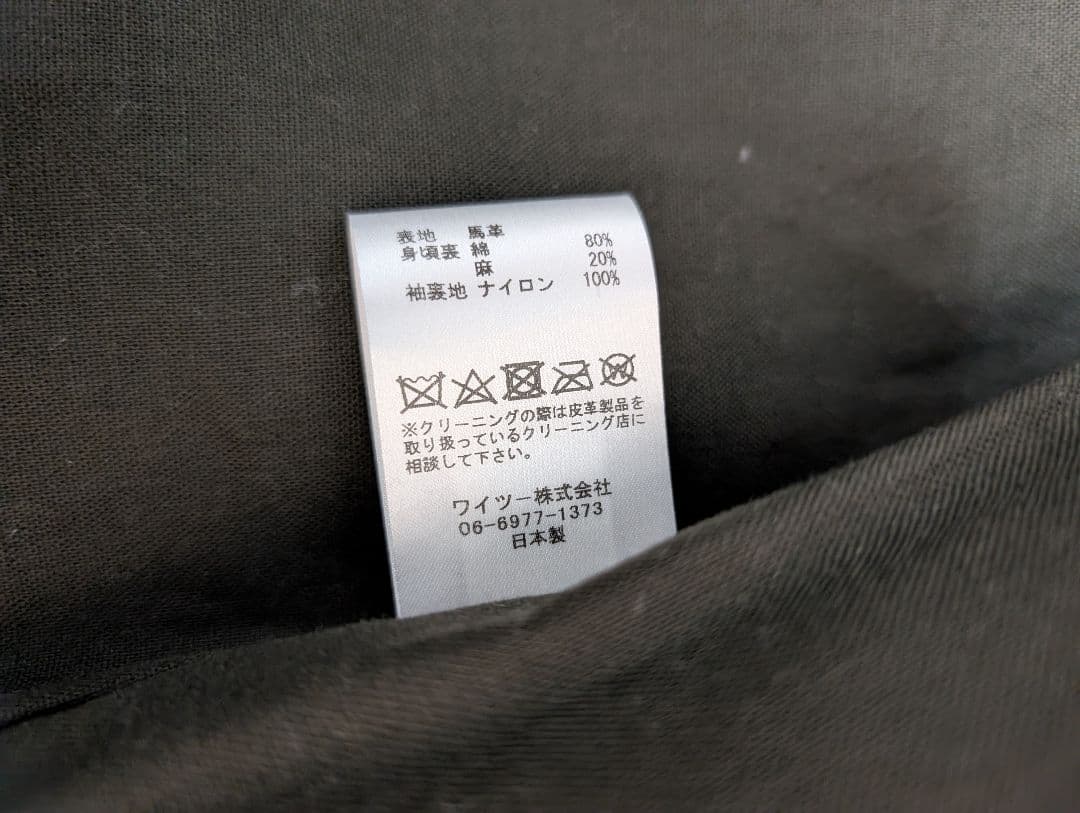 表地 馬革
身頃裏 綿 80%
麻 20%
袖裏地 ナイロン 100%
W
※クリーニングの際は皮革製品を
取り扱っているクリーニング店に
相談して下さい。
ワイツー株式会社
06-6977-1373
日本製